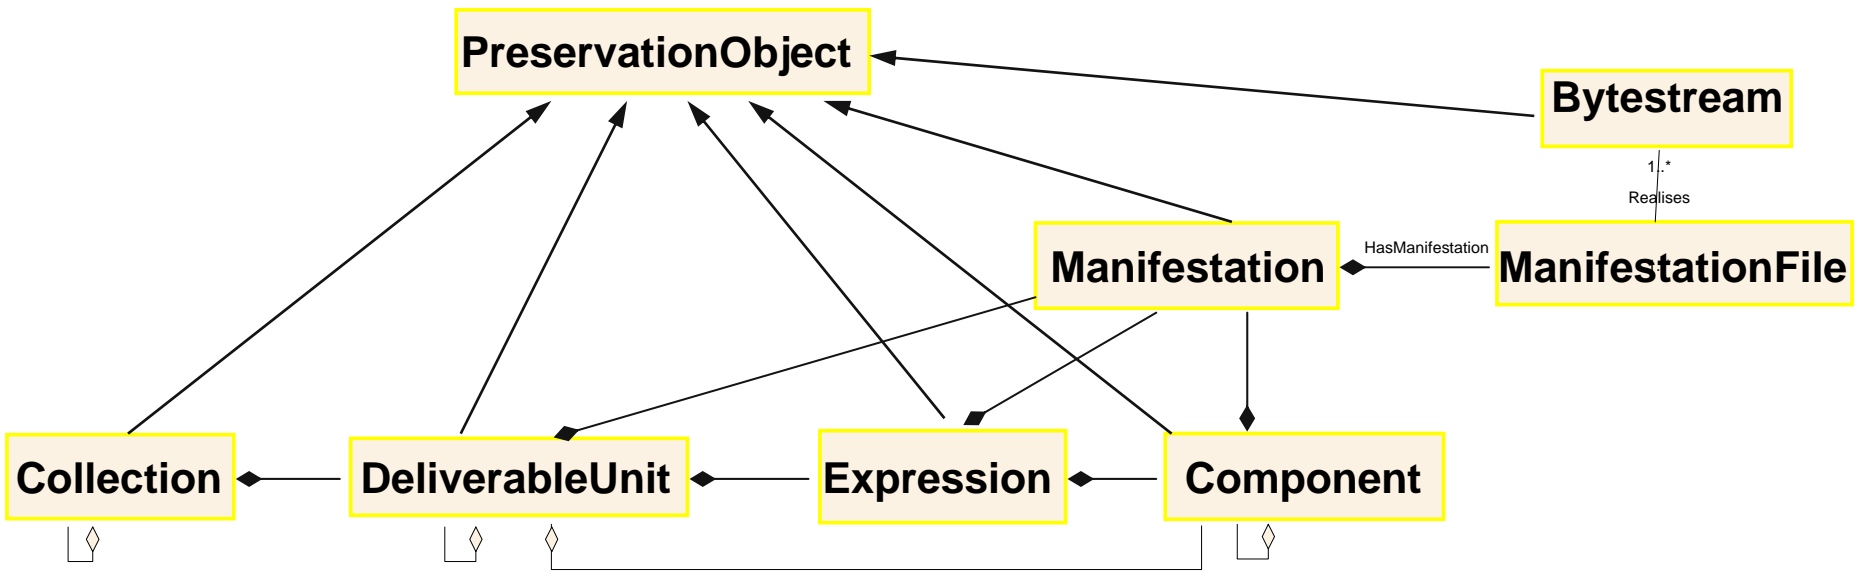 PreservationObject
Bytestream
1..*
Realises
Manifestation
HasManifestation
ManifestationFile
Collection
DeliverableUnit
Expression
Component